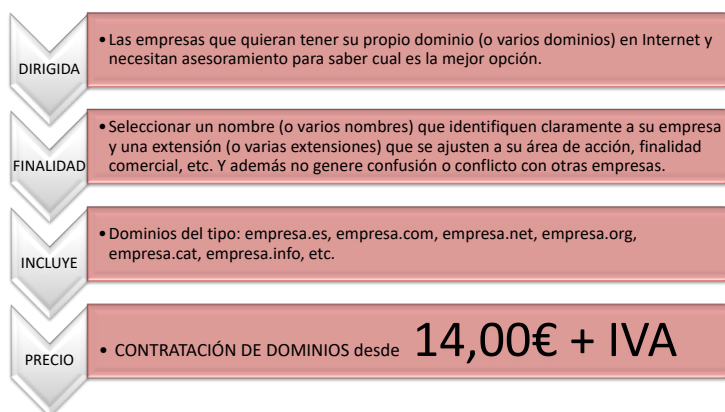 DIRIGIDA
• Las empresas que quieran tener su propio dominio (o varios dominios) en Internet y
necesitan asesoramiento para saber cual es la mejor opción.
FINALIDAD
• Seleccionar un nombre (o varios nombres) que identifiquen claramente a su empresa
y una extensión (o varias extensiones) que se ajusten a su área de acción, finalidad
comercial, etc. Y además no genere confusión o conflicto con otras empresas.
INCLUYE
• Dominios del tipo: empresa.es, empresa.com, empresa.net, empresa.org,
empresa.cat, empresa.info, etc.
PRECIO
• CONTRATACIÓN DE DOMINIOS desde 14,00€ + IVA